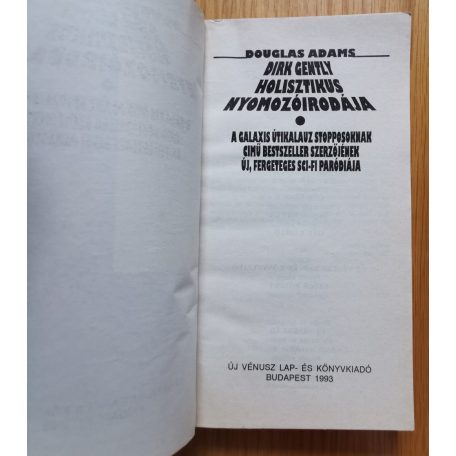 DOUGLAS ADAMS
DIRK GENTLY
HOLISZTIKUS
NYOMOZÓIRODÁJA
A GALAXIS ÚTIKALAUZ STOPPOSOKNAK
CIMŰ BESTSZELLER SZERZŐJÉNEK
ÚJ, FERGETEGES SCI-FI PARÓDIÁJA
ÚJ VÉNUSZ LAP- ÉS KÖNYVKIADÓ
BUDAPEST 1993